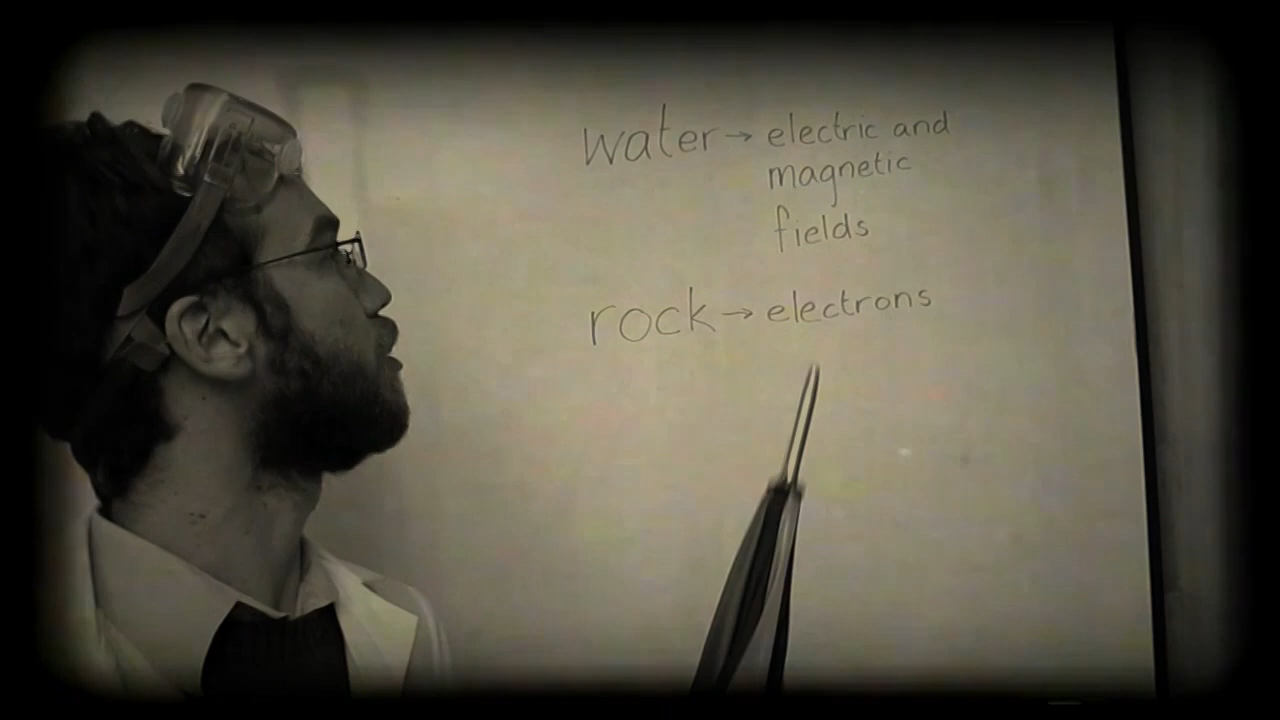 water → electric and
magnetic
fields
rock → electrons